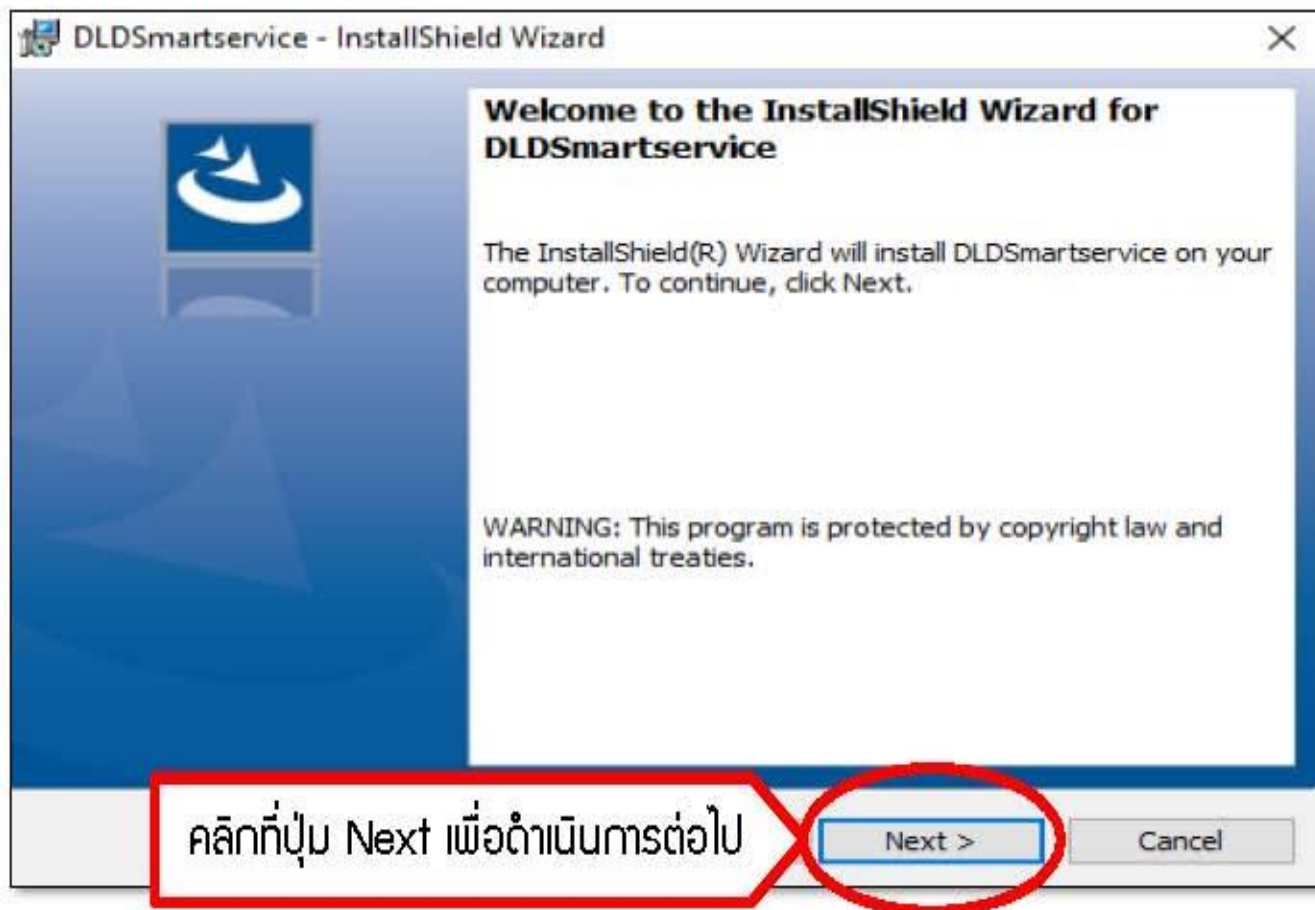 DLDSmartservice - InstallShield Wizard
Welcome to the InstallShield Wizard for
DLDSmartservice
The InstallShield(R) Wizard will install DLDSmartservice on your
computer. To continue, click Next.
WARNING: This program is protected by copyright law and
international treaties.
คลิกที่ปุ่ม Next เพื่อดำเนินการต่อไป
Next >
Cancel